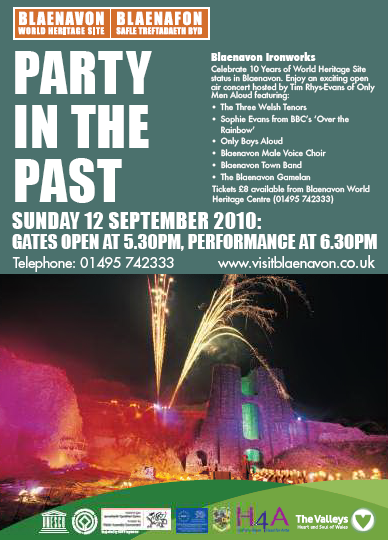 BLAENAVON
WORLD HERITAGE SITE
BLAENAFON
SAFLE TREFTADAETH BYD
PARTY
IN THE
PAST
Blaenavon Ironworks
Celebrate 10 Years of World Heritage Site
status in Blaenavon. Enjoy an exciting open
air concert hosted by Tim Rhys-Evans of Only
Men Aloud featuring:
• The Three Welsh Tenors
• Sophie Evans from BBC's 'Over the
Rainbow'
• Only Boys Aloud
• Blaenavon Male Voice Choir
• Blaenavon Town Band
• The Blaenavon Gamelan
Tickets £8 available from Blaenavon World
Heritage Centre (01495 742333)
SUNDAY 12 SEPTEMBER 2010:
GATES OPEN AT 5.30PM, PERFORMANCE AT 6.30PM
Telephone: 01495 742333
www.visitblaenavon.co.uk
H4A
The Valleys
Heart and Soul of Wales